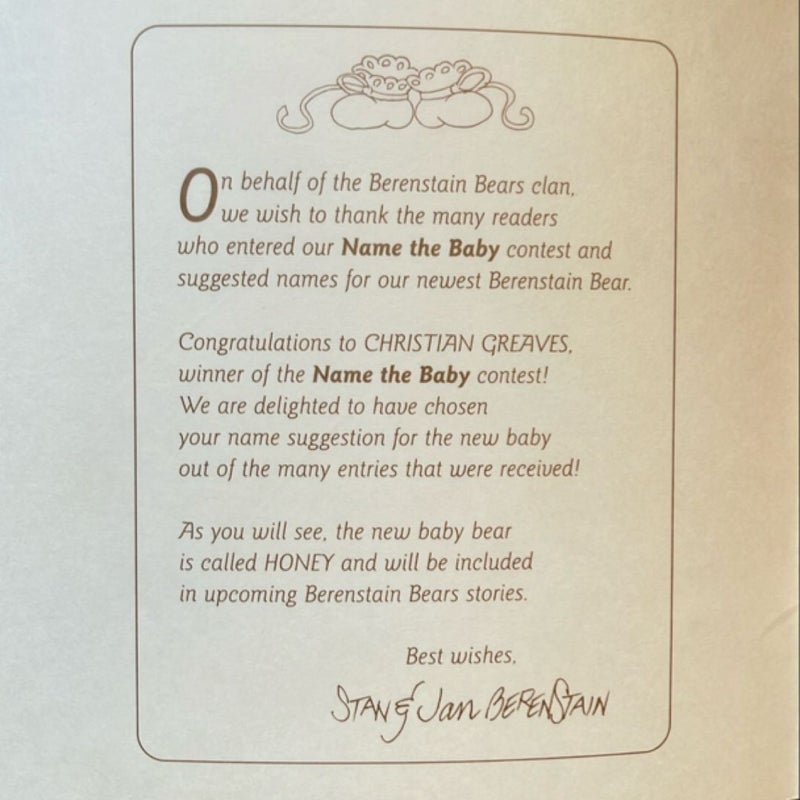 On behalf of the Berenstain Bears clan,
we wish to thank the many readers
who entered our Name the Baby contest and
suggested names for our newest Berenstain Bear.
Congratulations to CHRISTIAN GREAVES,
winner of the Name the Baby contest!
We are delighted to have chosen
your name suggestion for the new baby
out of the many entries that were received!
As you will see, the new baby bear
is called HONEY and will be included
in upcoming Berenstain Bears stories.
Best wishes,
STAN & Jan BERENSTAIN